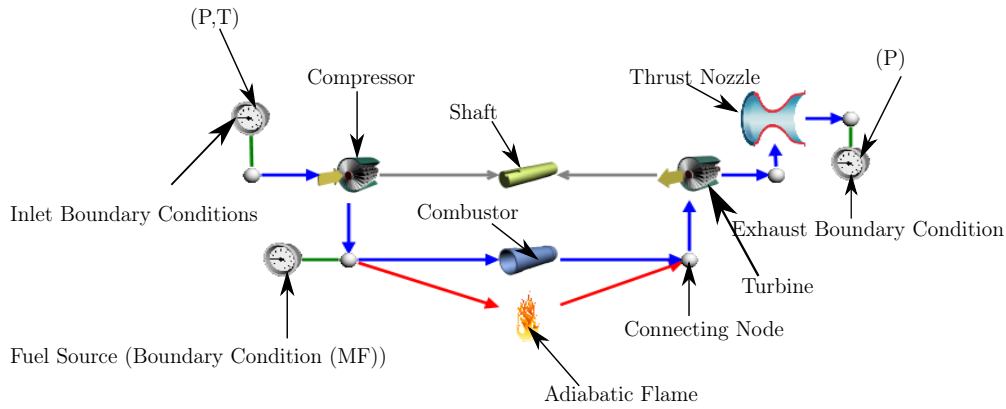 (P,T)
Compressor
Thrust Nozzle
(P)
Shaft
Inlet Boundary Conditions
Combustor
Exhaust Boundary Condition
Turbine
Connecting Node
Fuel Source (Boundary Condition (MF))
Adiabatic Flame